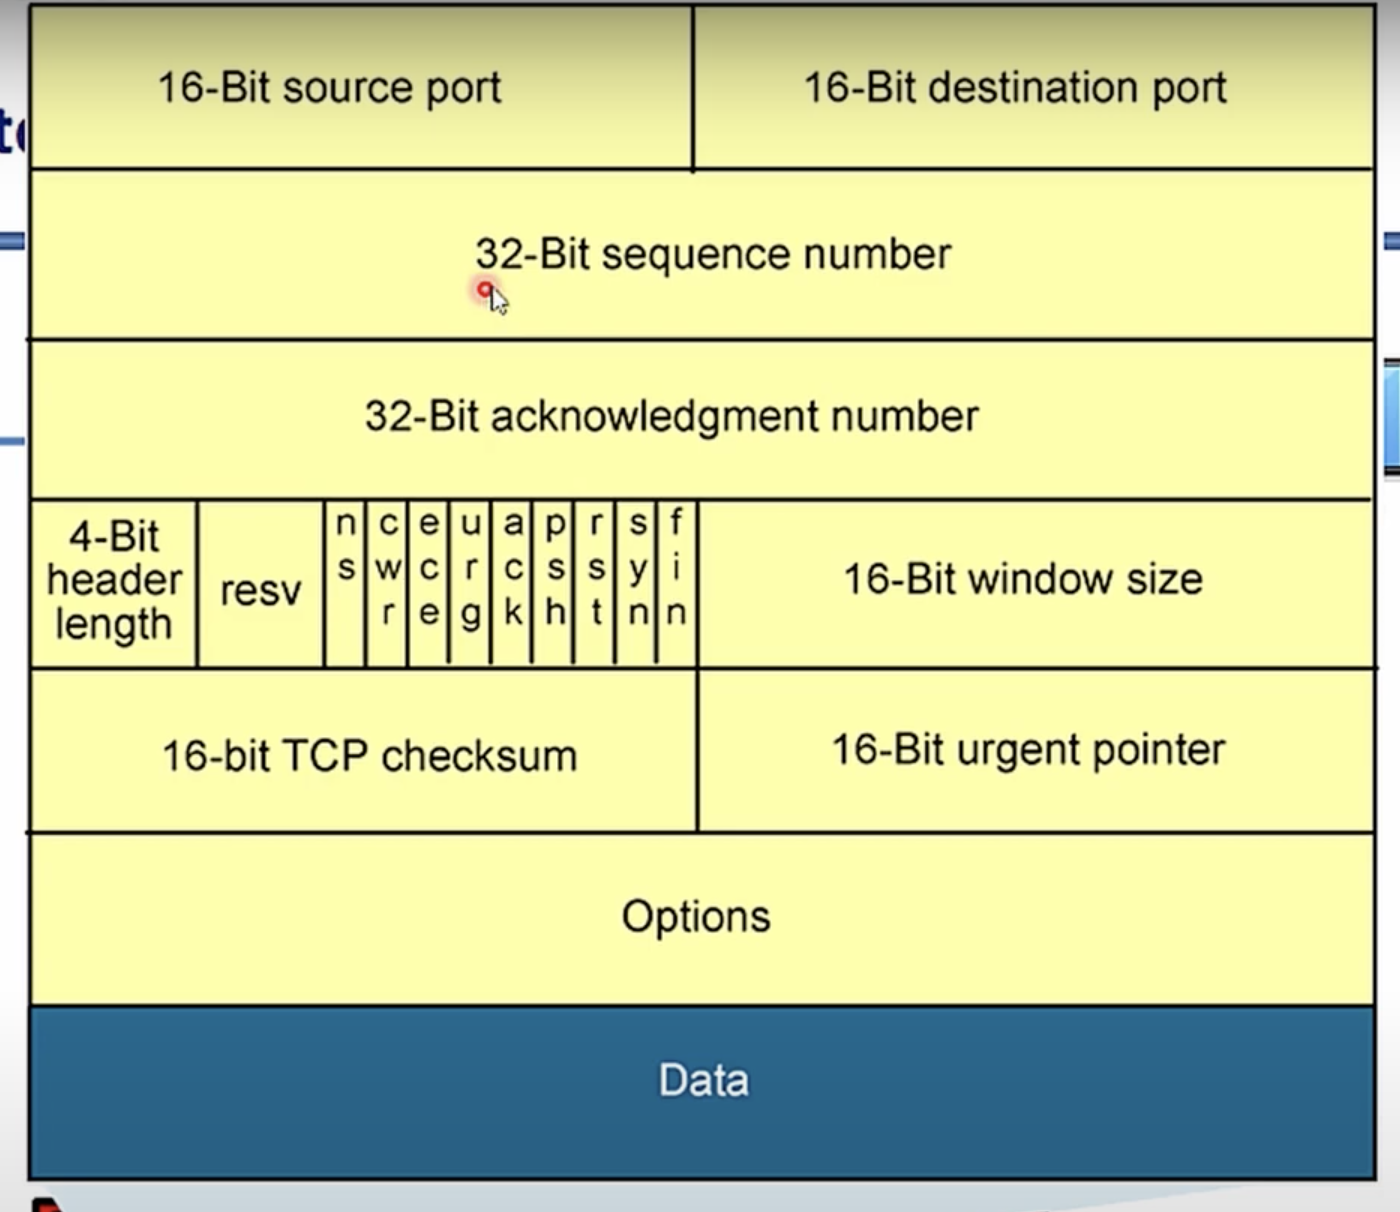 16-Bit source port
16-Bit destination port
32-Bit sequence number
32-Bit acknowledgment number
4-Bit
header
length
resv
ns
cwr
ece
urg
ack
psh
rst
syn
fin
16-Bit window size
16-bit TCP checksum
16-Bit urgent pointer
Options
Data